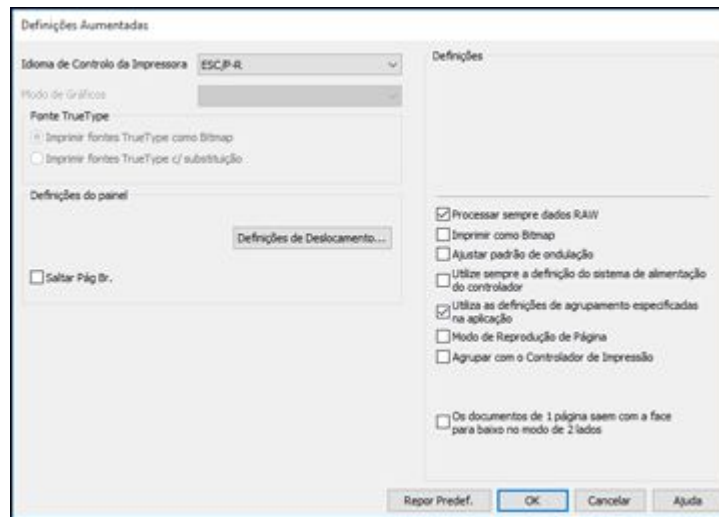 Definições Aumentadas
Idioma de Controlo da Impressora
ESC/P-R
Modo de Gráficos
Fonte TrueType
Imprimir fontes TrueType como Bitmap
Imprimir fontes TrueType c/ substituição
Definições do painel
Definições de Deslocamento...
Saltar Pág Br.
Definições
Processar sempre dados RAW
Imprimir como Bitmap
Ajustar padrão de ondulação
Utilize sempre a definição do sistema de alimentação
do controlador
Utiliza as definições de agrupamento especificadas
na aplicação
Modo de Reprodução de Página
Agrupar com o Controlador de Impressão
Os documentos de 1 página saem com a face
para baixo no modo de 2 lados
Repor Predef.
OK
Cancelar
Ajuda